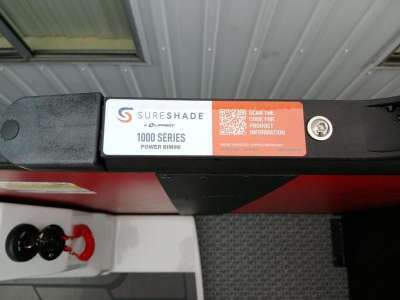 SURESHADE
1000 SERIES
POWER BIMINI
SCAN THE
CODE FOR
PRODUCT
INFORMATION